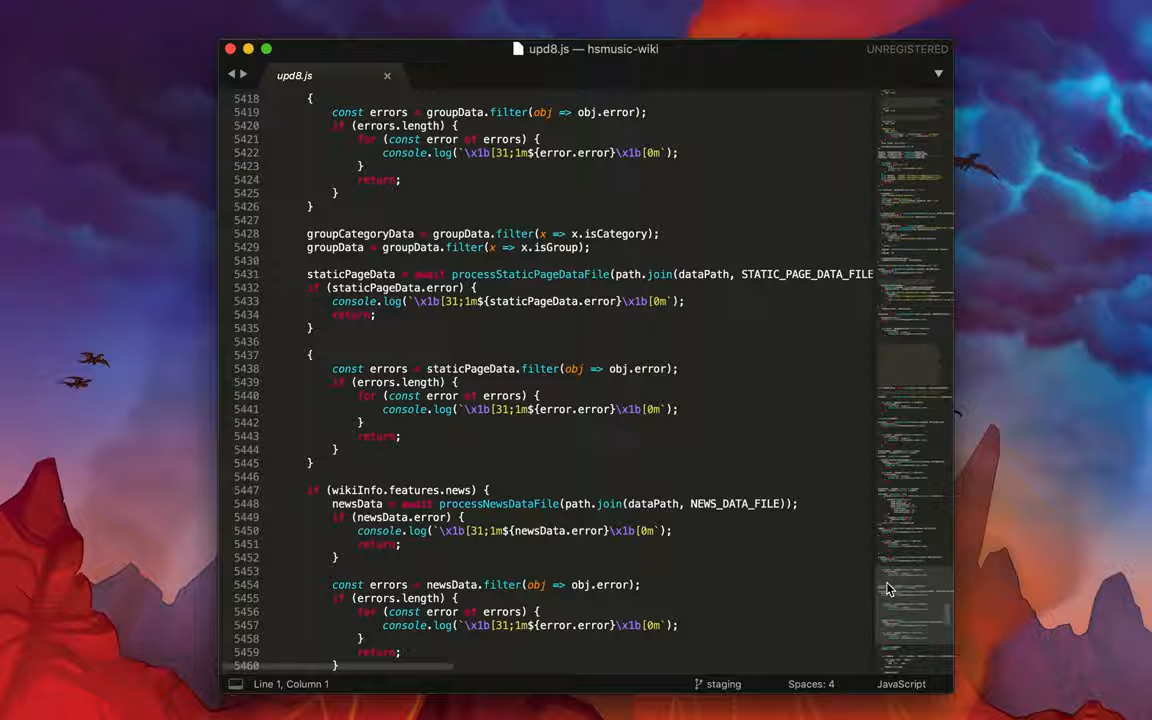 upd8.js — hsmusic-wiki
UNREGISTERED
upd8.js
5418 {
5419 const errors = groupData.filter(obj => obj.error);
5420 if (errors.length) {
5421 for (const error of errors) {
5422 console.log(`\x1b[31;1m${error.error}\x1b[0m`);
5423 }
5424 return;
5425 }
5426 }
5427
5428 groupCategoryData = groupData.filter(x => x.isCategory);
5429 groupData = groupData.filter(x => x.isGroup);
5430
5431 staticPageData = await processStaticPageDataFile(path.join(dataPath, STATIC_PAGE_DATA_FILE
5432 if (staticPageData.error) {
5433 console.log(`\x1b[31;1m${staticPageData.error}\x1b[0m`);
5434 return;
5435 }
5436
5437 {
5438 const errors = staticPageData.filter(obj => obj.error);
5439 if (errors.length) {
5440 for (const error of errors) {
5441 console.log(`\x1b[31;1m${error.error}\x1b[0m`);
5442 }
5443 return;
5444 }
5445 }
5446
5447 if (wikiInfo.features.news) {
5448 newsData = await processNewsDataFile(path.join(dataPath, NEWS_DATA_FILE));
5449 if (newsData.error) {
5450 console.log(`\x1b[31;1m${newsData.error}\x1b[0m`);
5451 return;
5452 }
5453
5454 const errors = newsData.filter(obj => obj.error);
5455 if (errors.length) {
5456 for (const error of errors) {
5457 console.log(`\x1b[31;1m${error.error}\x1b[0m`);
5458 }
5459 return;
5460 }
Line 1, Column 1
staging
Spaces: 4
JavaScript